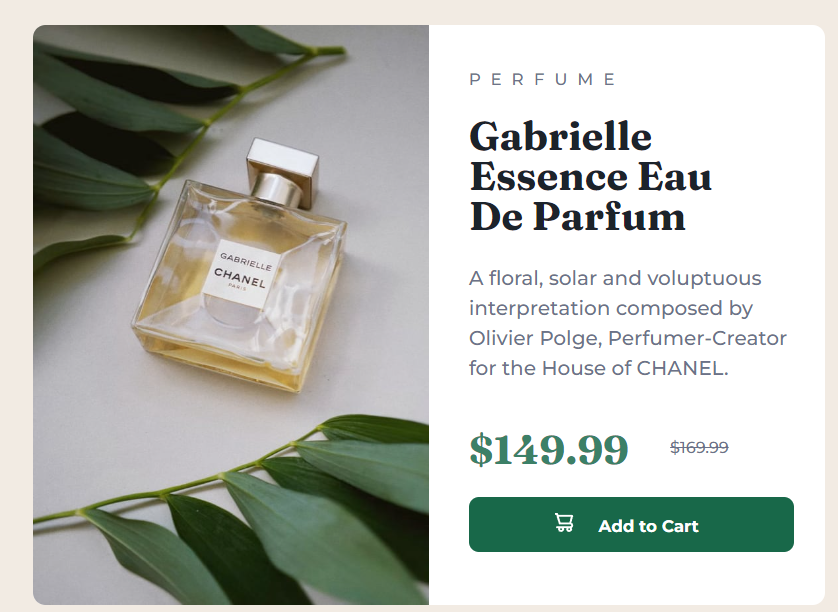 GABRIELLE
CHANEL
PARIS
PERFUME
Gabrielle
Essence Eau
De Parfum
A floral, solar and voluptuous
interpretation composed by
Olivier Polge, Perfumer-Creator
for the House of CHANEL.
$149.99 $169.99
Add to Cart